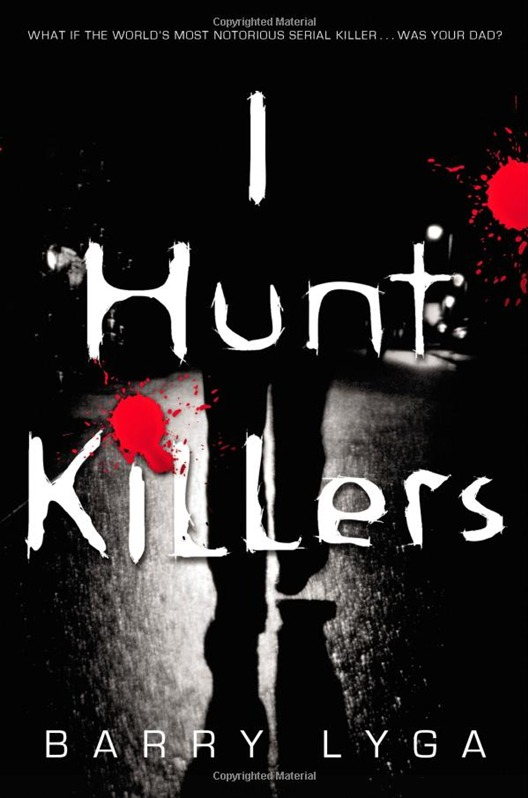 Copyrighted Material
WHAT IF THE WORLD'S MOST NOTORIOUS SERIAL KILLER... WAS YOUR DAD?
I
Hunt
KiLLers
BARRY LYGA
Copyrighted Material